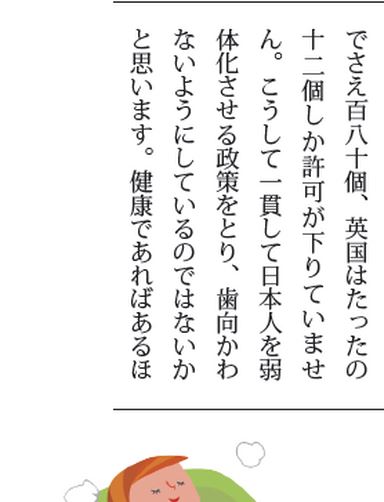 でさえ百八十個、英国はたったの
十二個しか許可が下りていませ
ん。こうして一貫して日本人を弱
体化させる政策をとり、歯向かわ
ないようにしているのではないか
と思います。健康であればあるほ